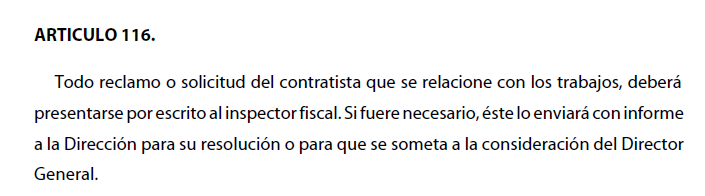 ARTICULO 116.
Todo reclamo o solicitud del contratista que se relacione con los trabajos, deberá
presentarse por escrito al inspector fiscal. Si fuere necesario, éste lo enviará con informe
a la Dirección para su resolución o para que se someta a la consideración del Director
General.